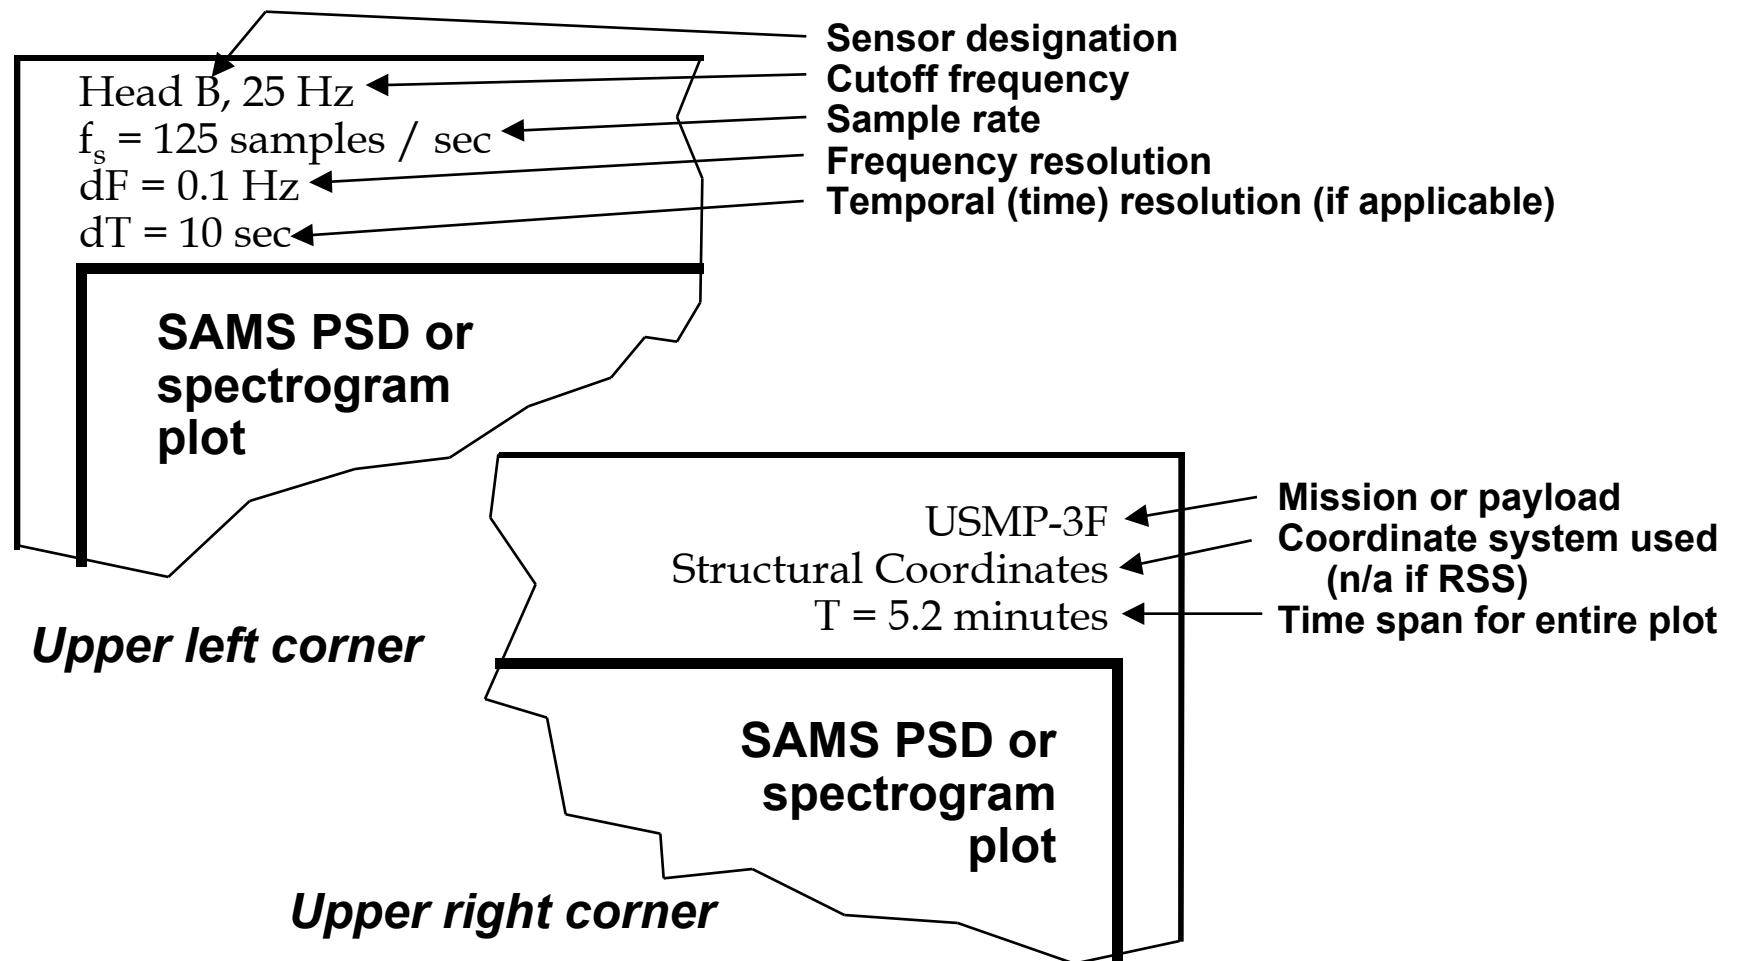 Sensor designation
Head B, 25 Hz
Cutoff frequency
fₛ = 125 samples / sec
Sample rate
dF = 0.1 Hz
Frequency resolution
dT = 10 sec
Temporal (time) resolution (if applicable)
SAMS PSD or
spectrogram
plot
Upper left corner
USMP-3F
Mission or payload
Structural Coordinates
Coordinate system used
(n/a if RSS)
T = 5.2 minutes
Time span for entire plot
SAMS PSD or
spectrogram
plot
Upper right corner